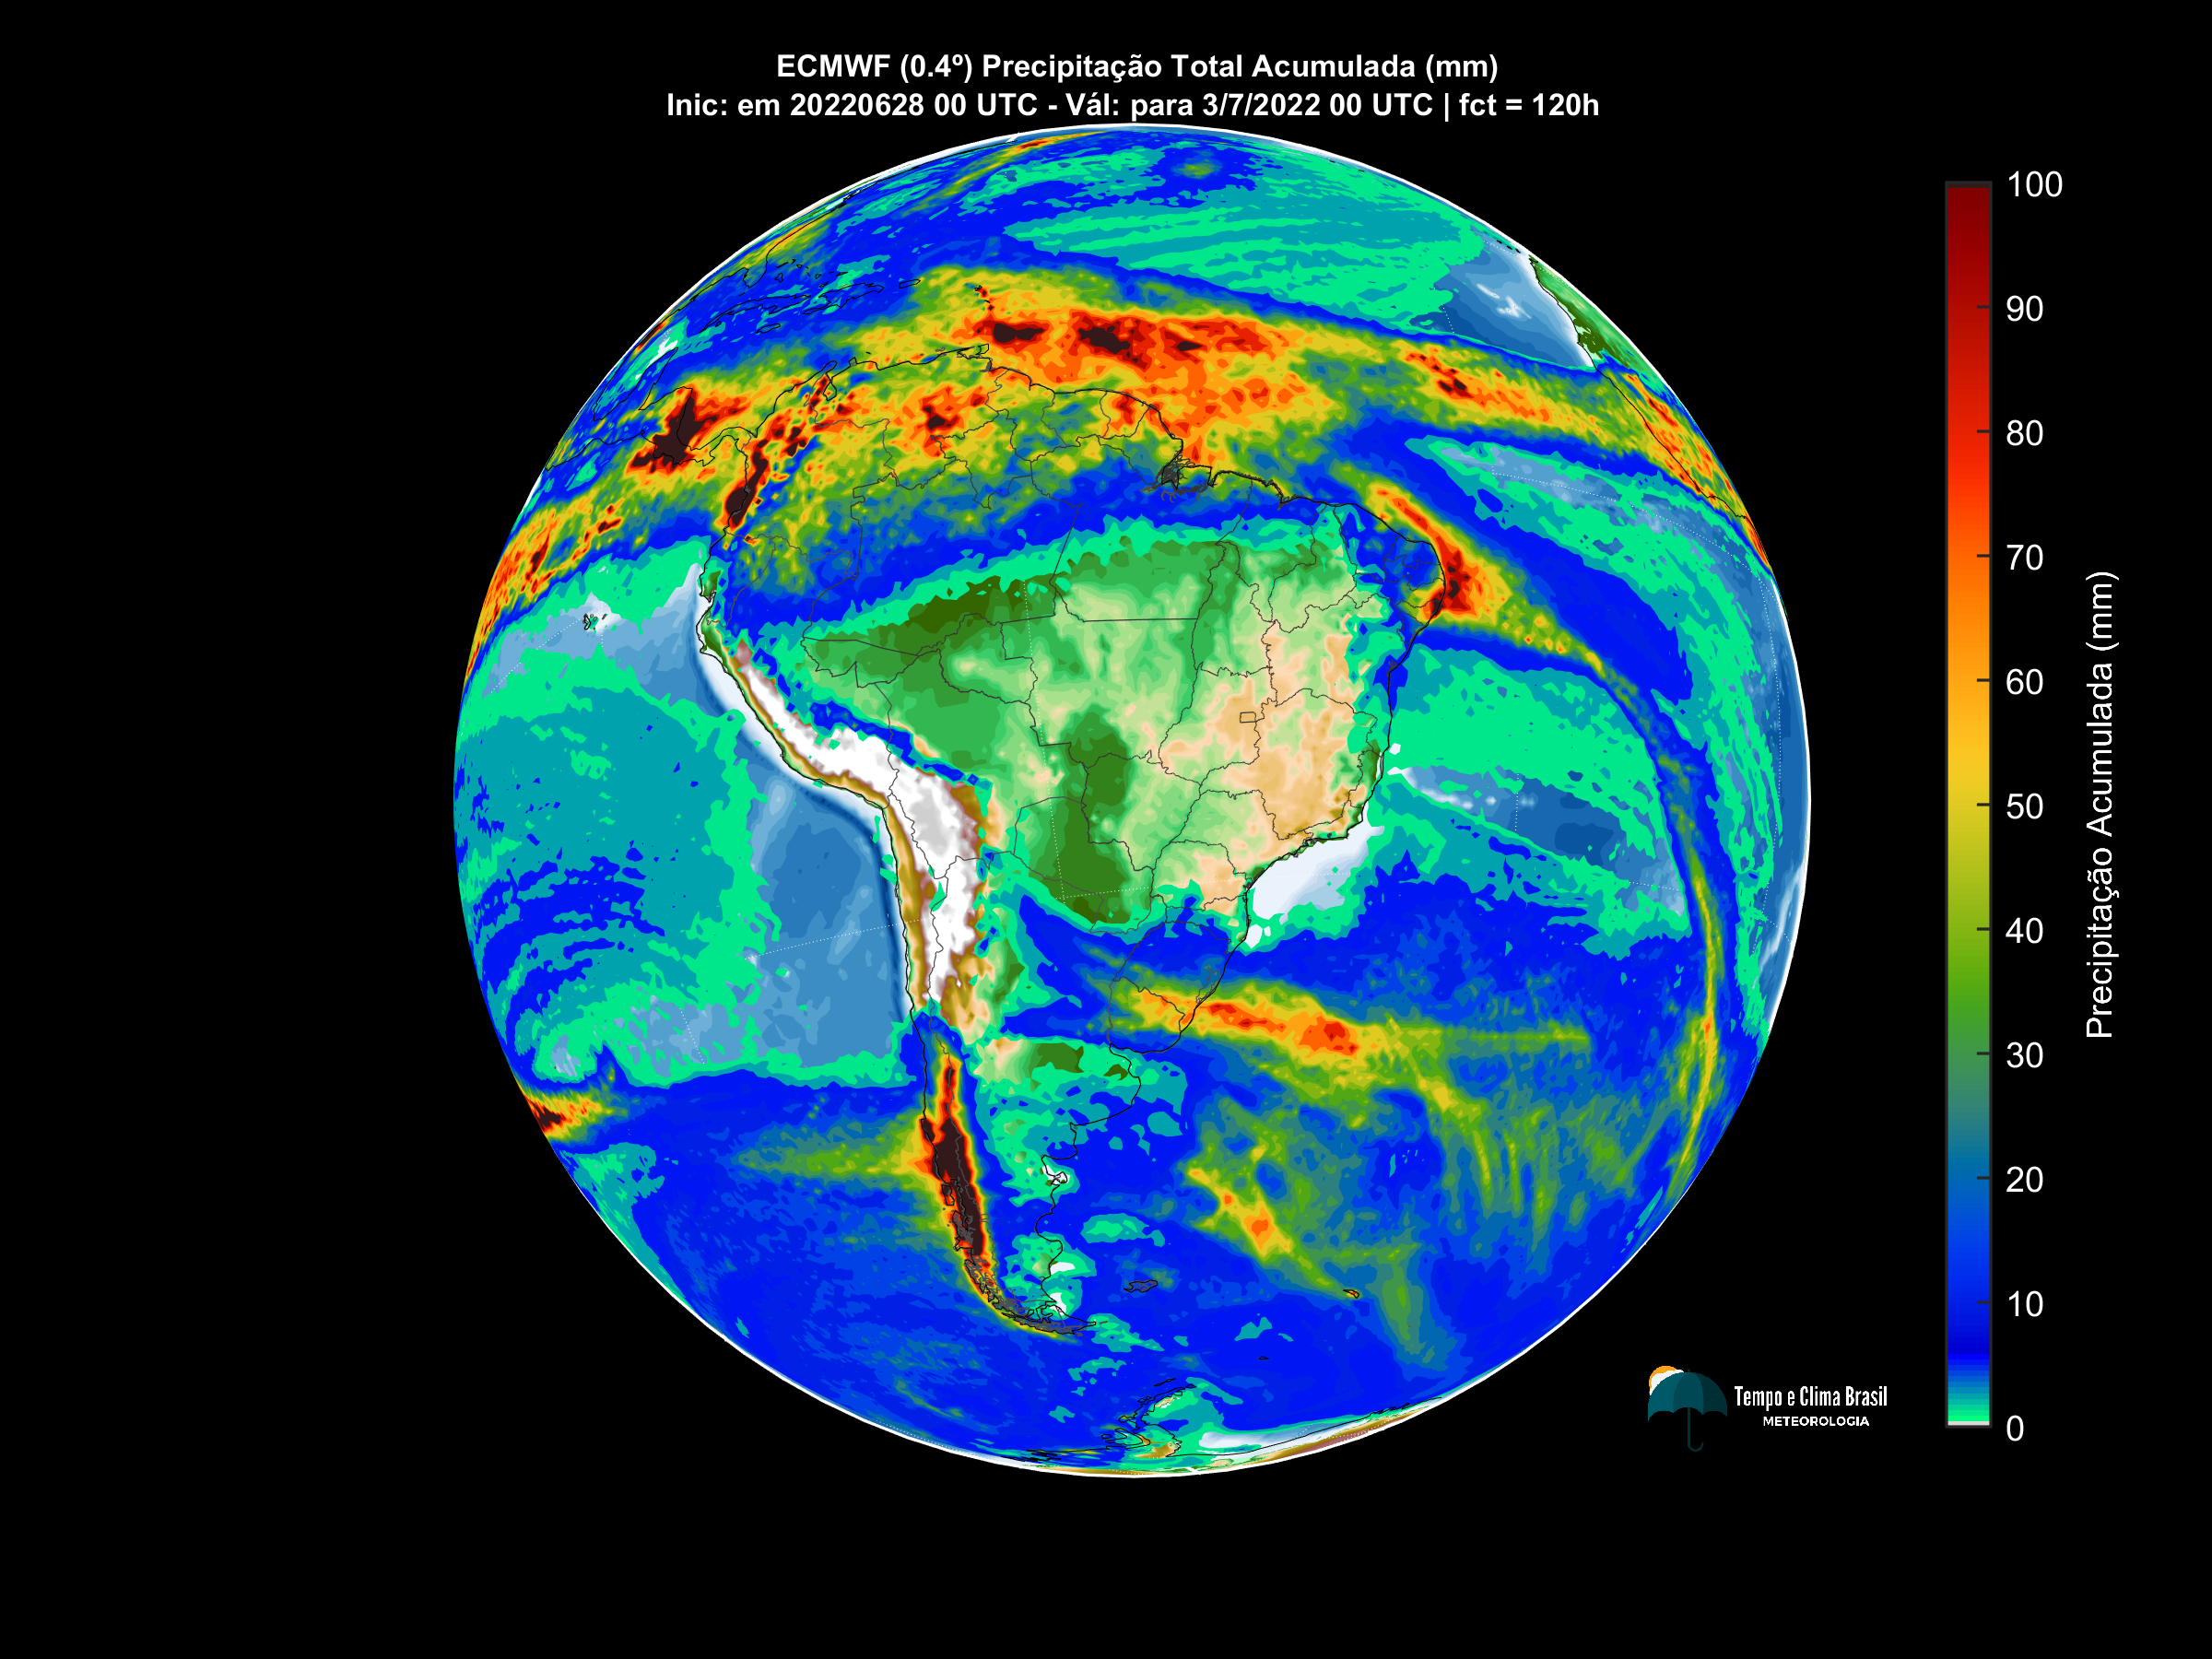 ECMWF (0.4º) Precipitação Total Acumulada (mm)
Inic: em 20220628 00 UTC - Vál: para 3/7/2022 00 UTC | fct = 120h
100
90
80
70
60
50
40
30
20
10
0
Precipitação Acumulada (mm)
Tempo e Clima Brasil
METEOROLOGIA